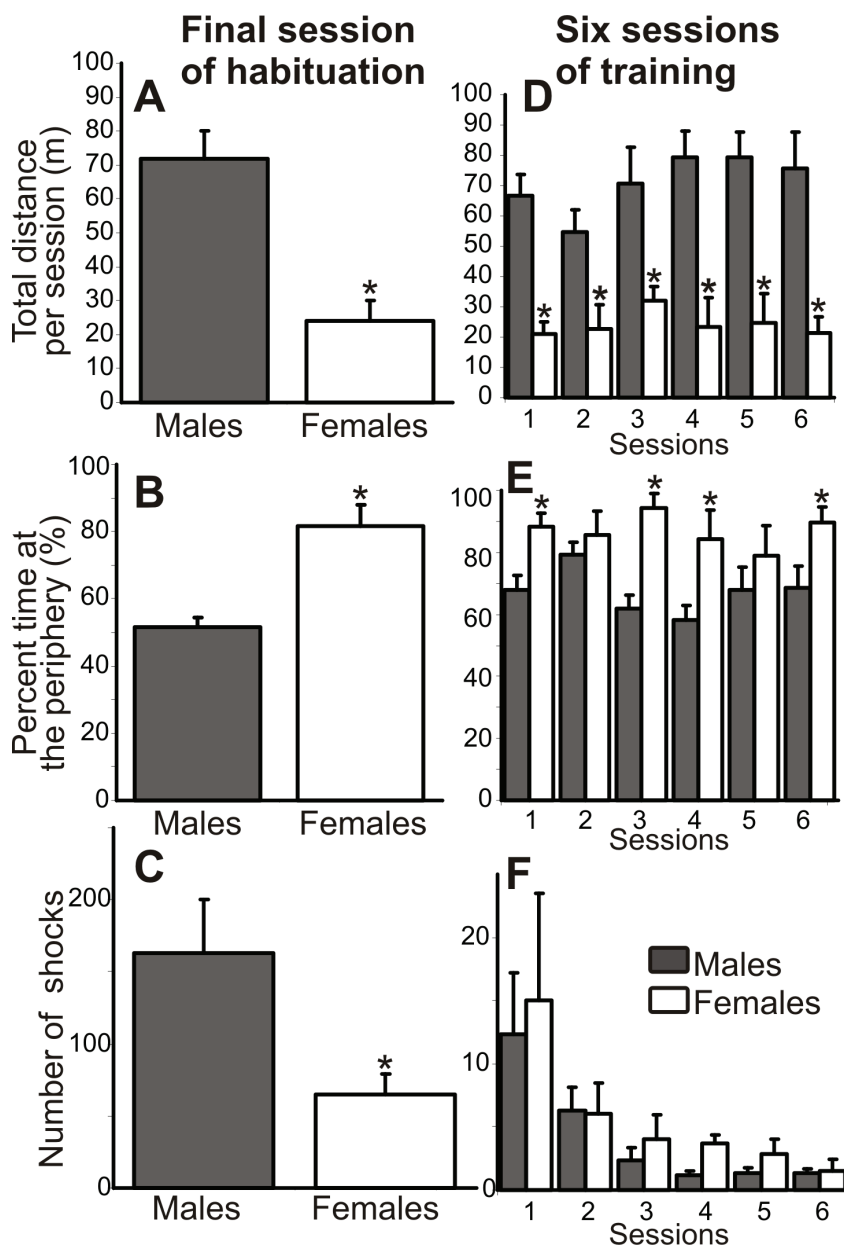 Final session
of habituation
Six sessions
of training
A
Total distance
per session (m)
100
90
80
70
60
50
40
30
20
10
0
*
Males
Females
D
100
90
80
70
60
50
40
30
20
10
0
* * * * * *
1 2 3 4 5 6
Sessions
B
Percent time at
the periphery (%)
100
80
60
40
20
0
*
Males
Females
E
100
80
60
40
20
0
* * * *
1 2 3 4 5 6
Sessions
C
Number of shocks
200
100
0
*
Males
Females
F
20
10
0
Males
Females
1 2 3 4 5 6
Sessions